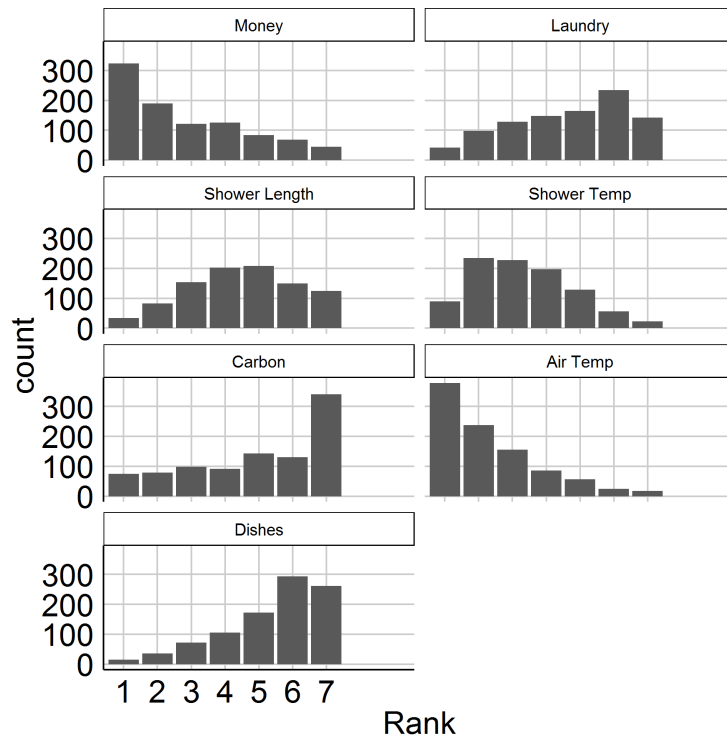 Money
Laundry
300
200
100
0
Shower Length
Shower Temp
300
200
100
0
count
Carbon
Air Temp
300
200
100
0
Dishes
300
200
100
0
1 2 3 4 5 6 7
Rank